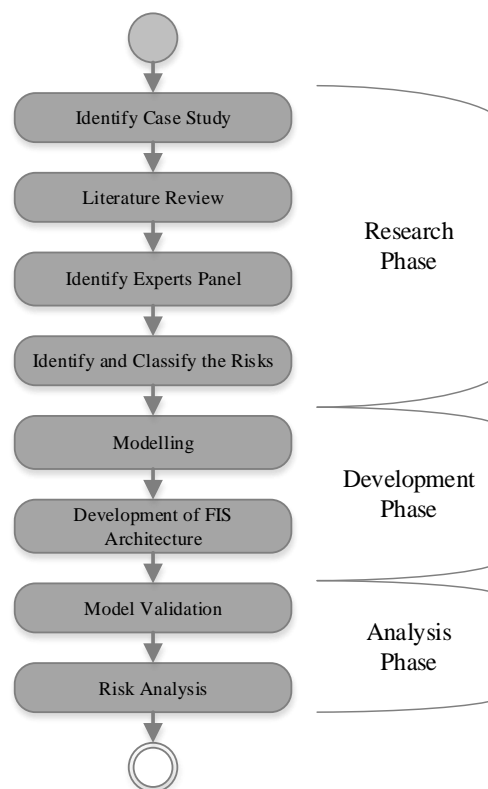 Identify Case Study
Literature Review
Identify Experts Panel
Identify and Classify the Risks
Modelling
Development of FIS
Architecture
Model Validation
Risk Analysis
Research
Phase
Development
Phase
Analysis
Phase